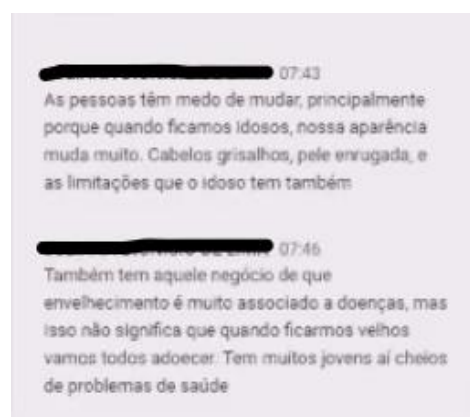 07:43
As pessoas têm medo de mudar, principalmente
porque quando ficamos idosos, nossa aparência
muda muito. Cabelos grisalhos, pele enrugada, e
as limitações que o idoso tem também
07:46
Também tem aquele negócio de que
envelhecimento é muito associado a doenças, mas
isso não significa que quando ficarmos velhos
vamos todos adoecer. Tem muitos jovens aí cheios
de problemas de saúde